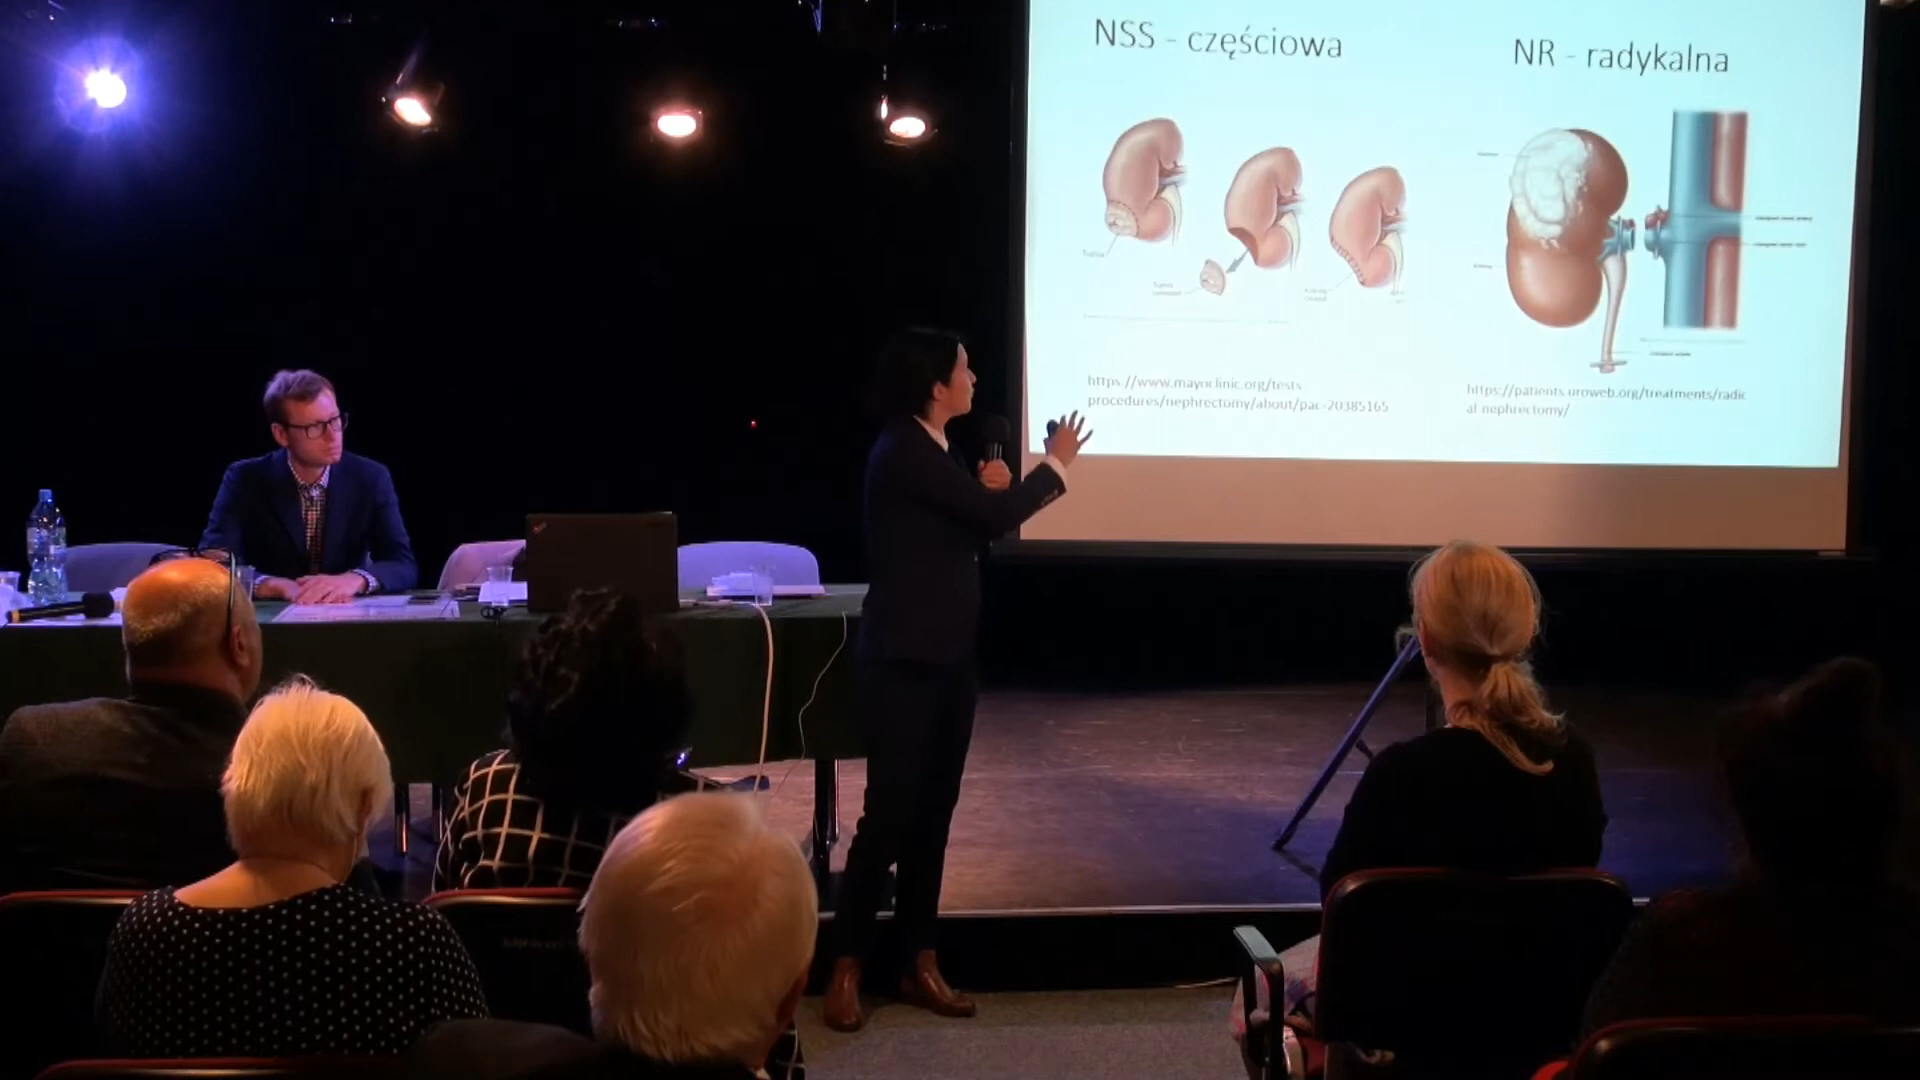 NSS - częściowa
NR - radykalna
Tumor
https://www.mayoclinic.org/tests
procedures/nephrectomy/about/pac-20385165
https://patients.uroweb.org/treatments/radic
al-nephrectomy/